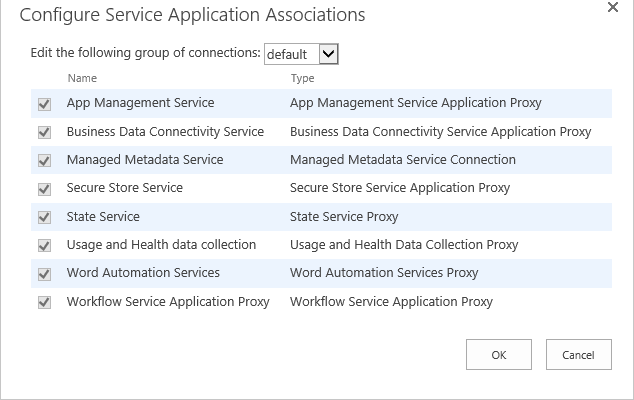 Configure Service Application Associations
Edit the following group of connections: default
Name Type
App Management Service App Management Service Application Proxy
Business Data Connectivity Service Business Data Connectivity Service Application Proxy
Managed Metadata Service Managed Metadata Service Connection
Secure Store Service Secure Store Service Application Proxy
State Service State Service Proxy
Usage and Health data collection Usage and Health Data Collection Proxy
Word Automation Services Word Automation Services Proxy
Workflow Service Application Proxy Workflow Service Application Proxy
OK Cancel